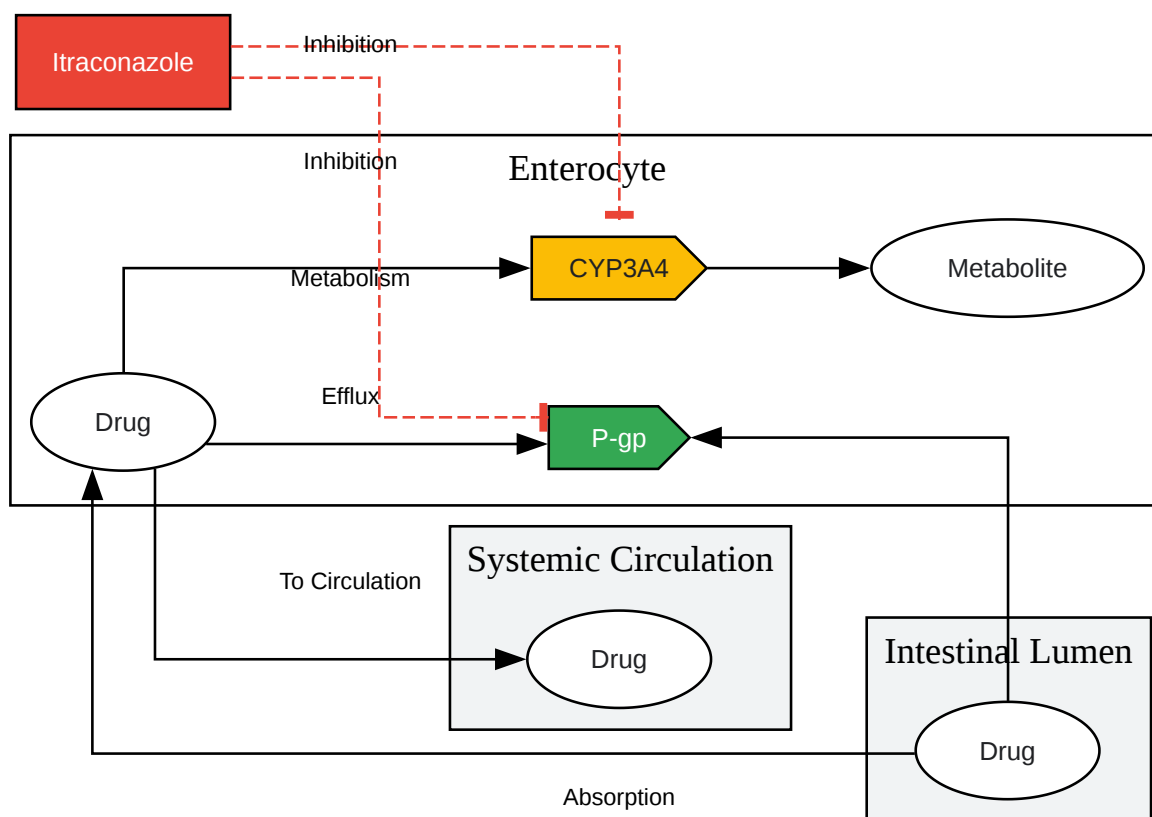 Inhibition
Itraconazole
Inhibition
Enterocyte
CYP3A4
Metabolite
Metabolism
Efflux
Drug
P-gp
Systemic Circulation
To Circulation
Intestinal Lumen
Drug
Drug
Absorption